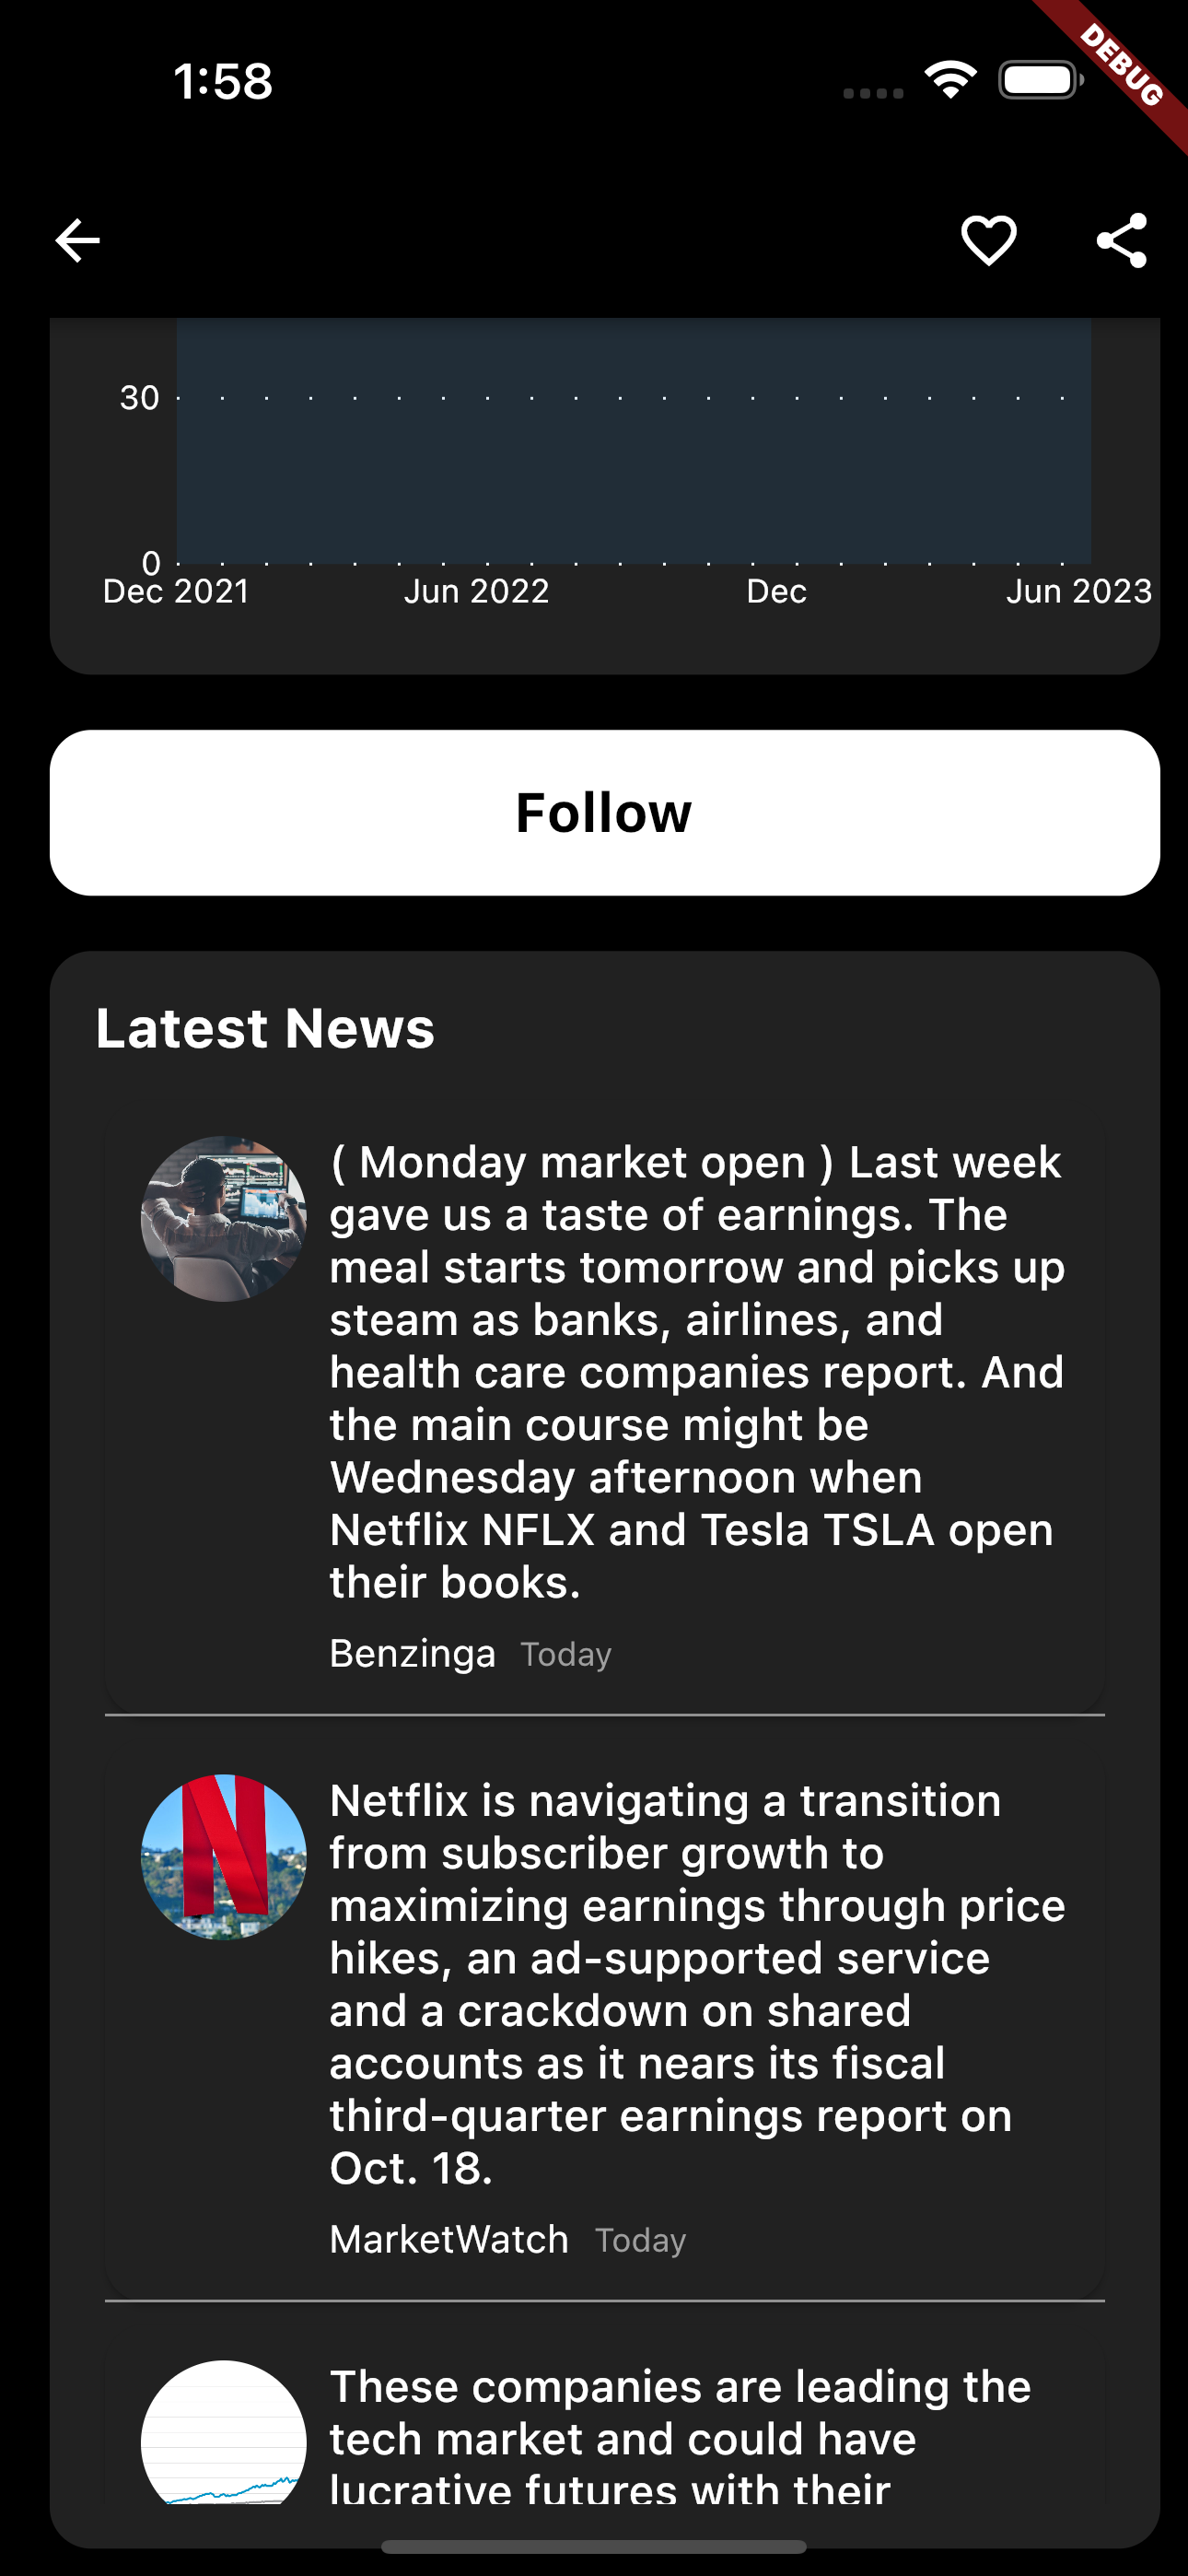 1:58
DEBUG
30
0
Dec 2021 Jun 2022 Dec Jun 2023
Follow
Latest News
( Monday market open ) Last week
gave us a taste of earnings. The
meal starts tomorrow and picks up
steam as banks, airlines, and
health care companies report. And
the main course might be
Wednesday afternoon when
Netflix NFLX and Tesla TSLA open
their books.
Benzinga Today
Netflix is navigating a transition
from subscriber growth to
maximizing earnings through price
hikes, an ad-supported service
and a crackdown on shared
accounts as it nears its fiscal
third-quarter earnings report on
Oct. 18.
MarketWatch Today
These companies are leading the
tech market and could have
lucrative futures with their